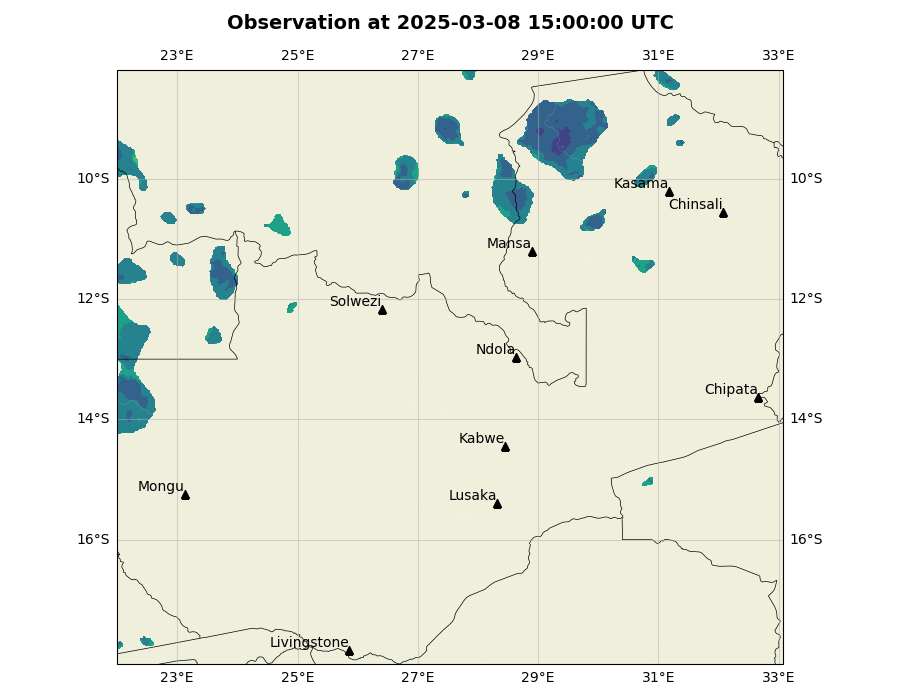 Observation at 2025-03-08 15:00:00 UTC
23°E 25°E 27°E 29°E 31°E 33°E
10°S 10°S
Kasama
Chinsali
Mansa
12°S 12°S
Solwezi
Ndola
Chipata
14°S 14°S
Kabwe
Mongu
Lusaka
16°S 16°S
Livingstone
23°E 25°E 27°E 29°E 31°E 33°E